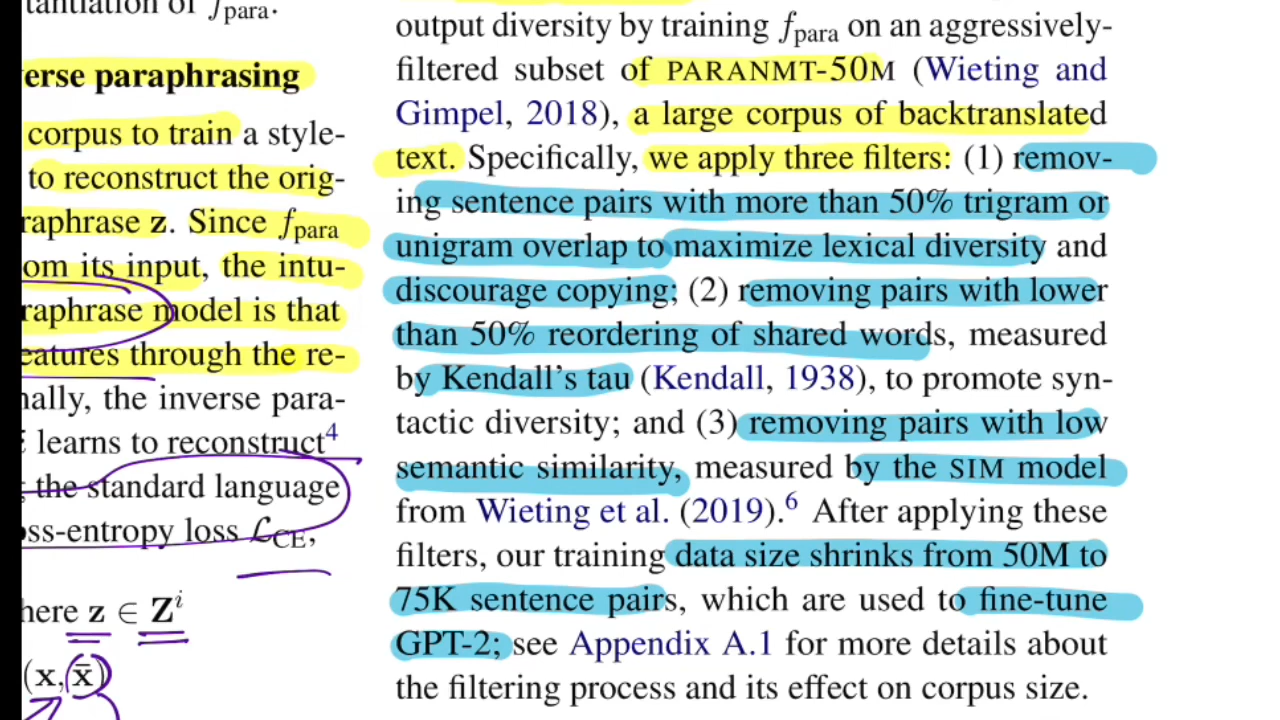 of f para.
erse paraphrasing
corpus to train a style-
to reconstruct the orig-
raphrase z. Since f para
om its input, the intu-
raphrase model is that
eatures through the re-
nally, the inverse para-
learns to reconstruct4
the standard language
oss-entropy loss ℒCE,
here z ∈ Z^i
(x, x̄)
output diversity by training f para on an aggressively-
filtered subset of PARANMT-50M (Wieting and
Gimpel, 2018), a large corpus of backtranslated
text. Specifically, we apply three filters: (1) remov-
ing sentence pairs with more than 50% trigram or
unigram overlap to maximize lexical diversity and
discourage copying; (2) removing pairs with lower
than 50% reordering of shared words, measured
by Kendall's tau (Kendall, 1938), to promote syn-
tactic diversity; and (3) removing pairs with low
semantic similarity, measured by the SIM model
from Wieting et al. (2019).6 After applying these
filters, our training data size shrinks from 50M to
75K sentence pairs, which are used to fine-tune
GPT-2; see Appendix A.1 for more details about
the filtering process and its effect on corpus size.